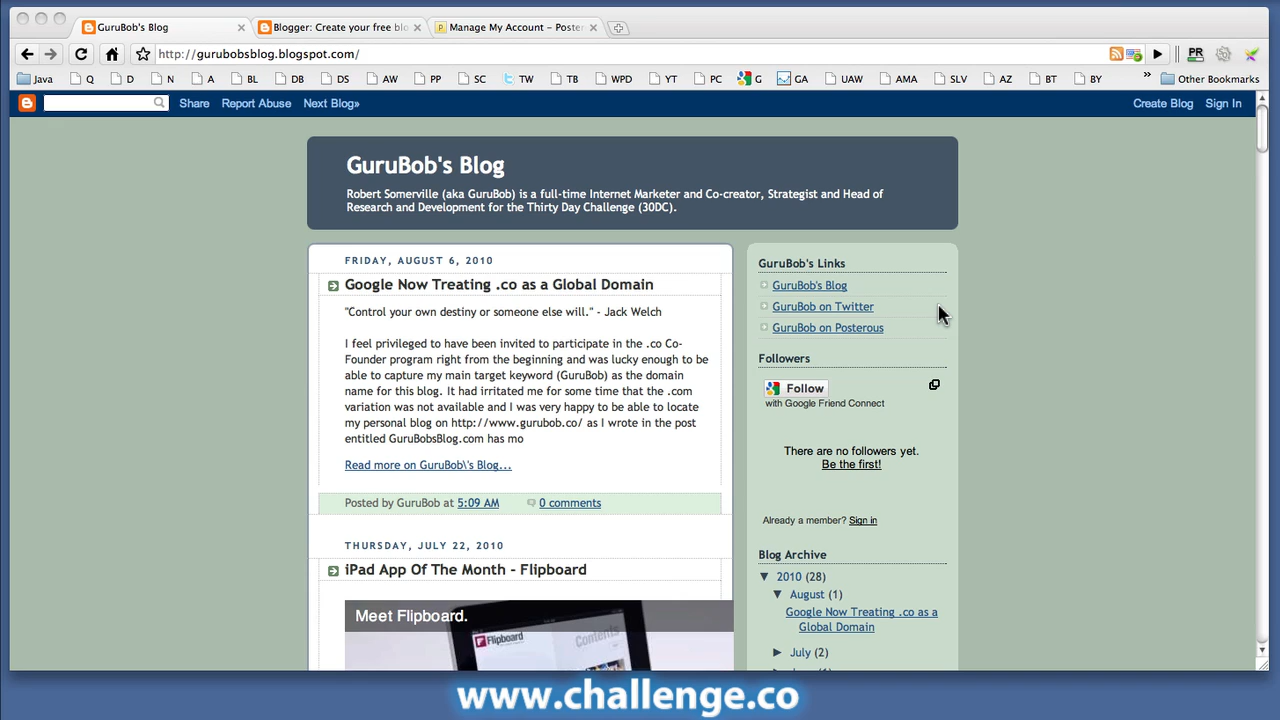 GuruBob's Blog
Blogger: Create your free blo
Manage My Account – Poster
http://gurubobsblog.blogspot.com/
PR
Java Q D N A BL DB DS AW PP SC TW TB WPD YT PC G GA UAW AMA SLV AZ BT BY » Other Bookmarks
Share Report Abuse Next Blog» Create Blog Sign In
GuruBob's Blog
Robert Somerville (aka GuruBob) is a full-time Internet Marketer and Co-creator, Strategist and Head of
Research and Development for the Thirty Day Challenge (30DC).
FRIDAY, AUGUST 6, 2010
Google Now Treating .co as a Global Domain
"Control your own destiny or someone else will." - Jack Welch
I feel privileged to have been invited to participate in the .co Co-
Founder program right from the beginning and was lucky enough to be
able to capture my main target keyword (GuruBob) as the domain
name for this blog. It had irritated me for some time that the .com
variation was not available and I was very happy to be able to locate
my personal blog on http://www.gurubob.co/ as I wrote in the post
entitled GuruBobsBlog.com has mo
Read more on GuruBob\'s Blog...
Posted by GuruBob at 5:09 AM 0 comments
THURSDAY, JULY 22, 2010
iPad App Of The Month - Flipboard
Meet Flipboard.
Flipboard
Contents
GuruBob's Links
GuruBob's Blog
GuruBob on Twitter
GuruBob on Posterous
Followers
Follow
with Google Friend Connect
There are no followers yet.
Be the first!
Already a member? Sign in
Blog Archive
▼ 2010 (28)
▼ August (1)
Google Now Treating .co as a
Global Domain
► July (2)
www.challenge.co